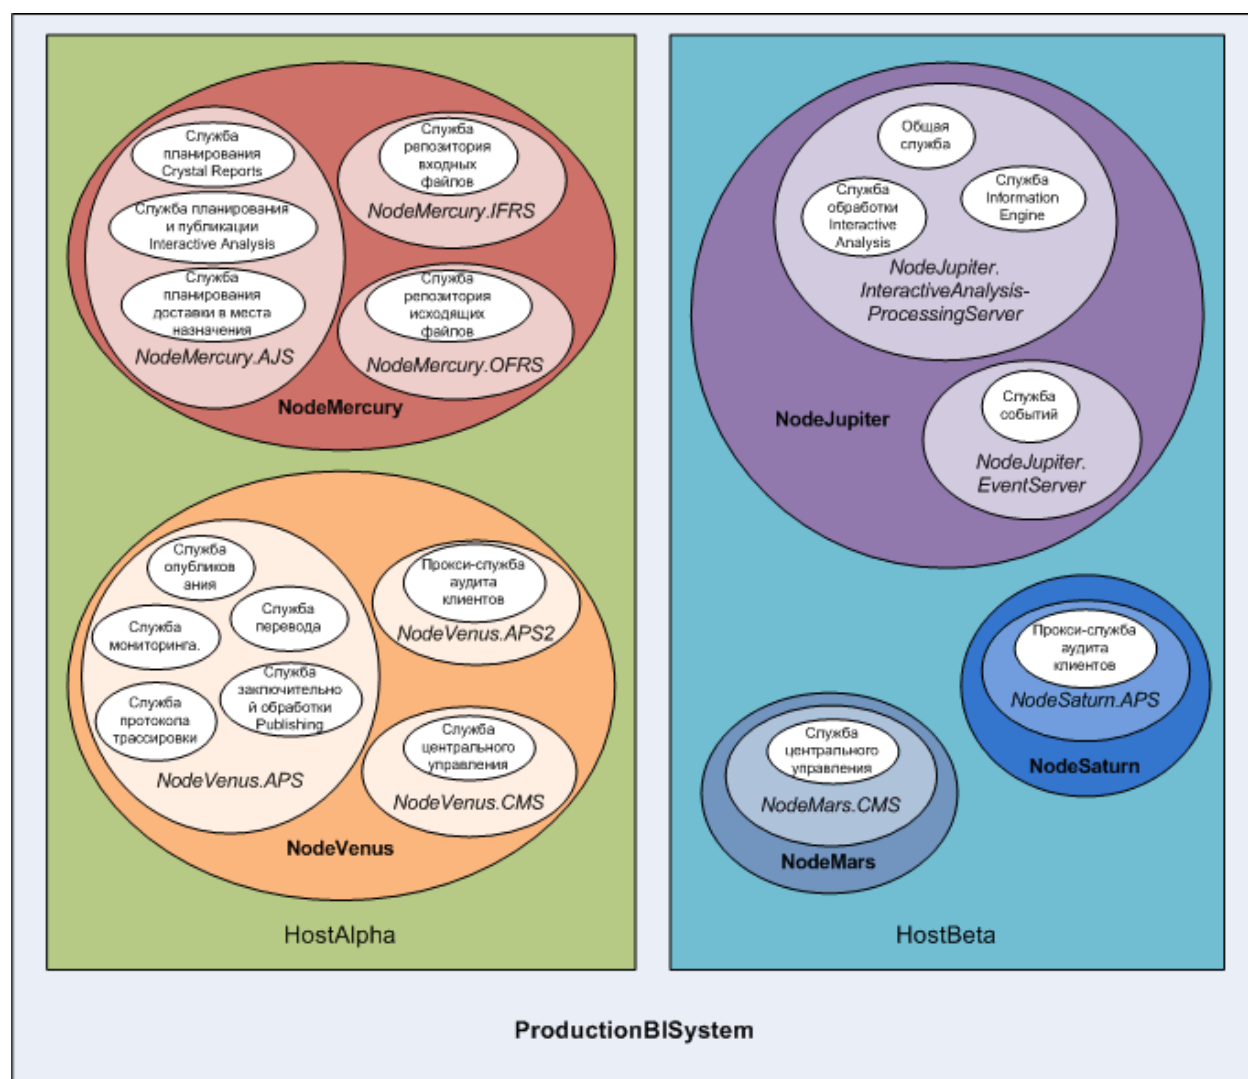 Служба
планирования
Crystal Reports
Служба планирования
и публикации
Interactive Analysis
Служба
планирования
доставки в места
назначения
NodeMercury.AJS
Служба
репозитория
входных
файлов
NodeMercury.IFRS
Служба
репозитория
исходящих
файлов
NodeMercury.OFRS
NodeMercury
Служба
опубликов
ания
Служба
перевода
Служба
мониторинга.
Служба
заключительно
й обработки
Publishing
Служба
протокола
трассировки
NodeVenus.APS
Прокси-служба
аудита
клиентов
NodeVenus.APS2
Служба
центрального
управления
NodeVenus.CMS
NodeVenus
HostAlpha
Общая
служба
Служба
обработки
Interactive
Analysis
Служба
Information
Engine
NodeJupiter.
InteractiveAnalysis-
ProcessingServer
Служба
событий
NodeJupiter.
EventServer
NodeJupiter
Прокси-служба
аудита
клиентов
NodeSaturn.APS
NodeSaturn
Служба
центрального
управления
NodeMars.CMS
NodeMars
HostBeta
ProductionBISystem